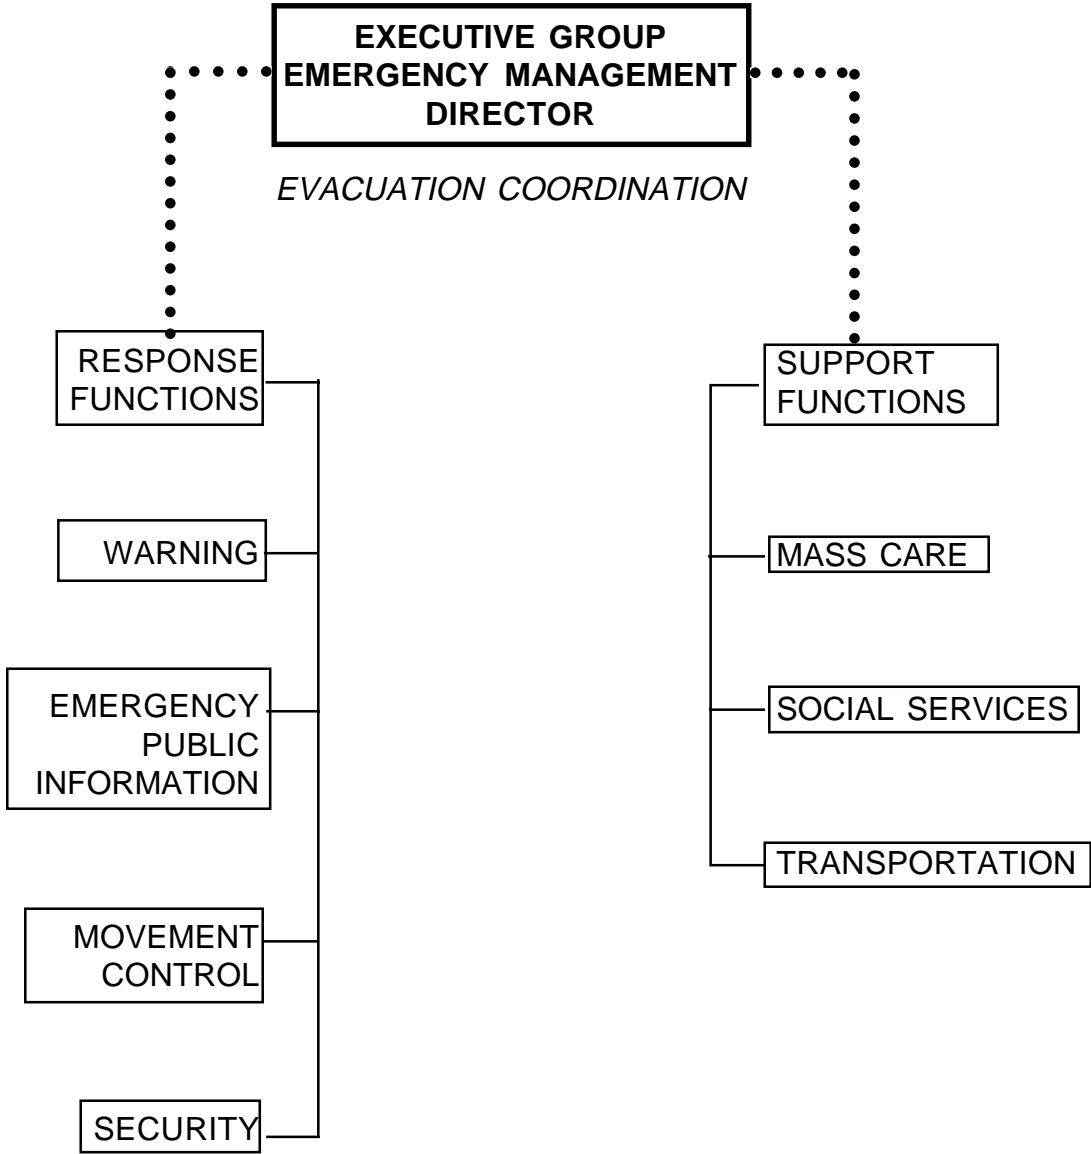 EXECUTIVE GROUP
EMERGENCY MANAGEMENT
DIRECTOR
EVACUATION COORDINATION
RESPONSE
FUNCTIONS
WARNING
EMERGENCY
PUBLIC
INFORMATION
MOVEMENT
CONTROL
SECURITY
SUPPORT
FUNCTIONS
MASS CARE
SOCIAL SERVICES
TRANSPORTATION